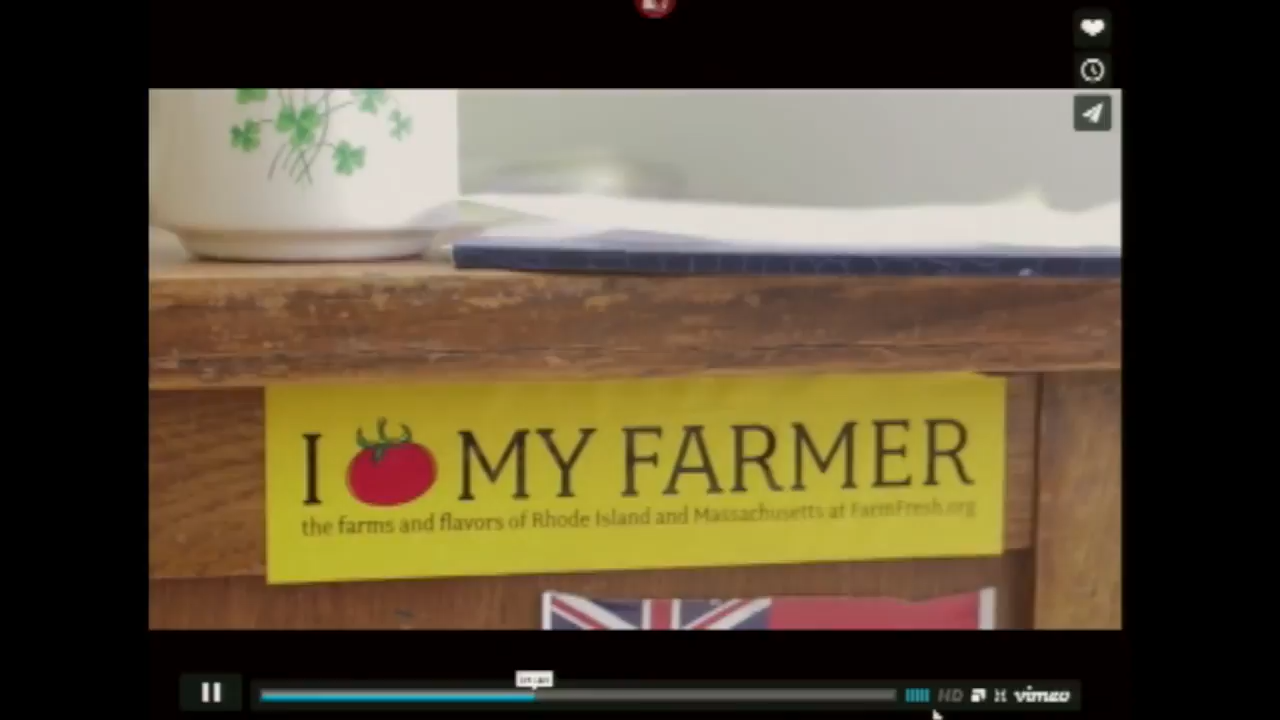 I MY FARMER
the farms and flavors of Rhode Island and Massachusetts at FarmFresh.org
HD vimeo